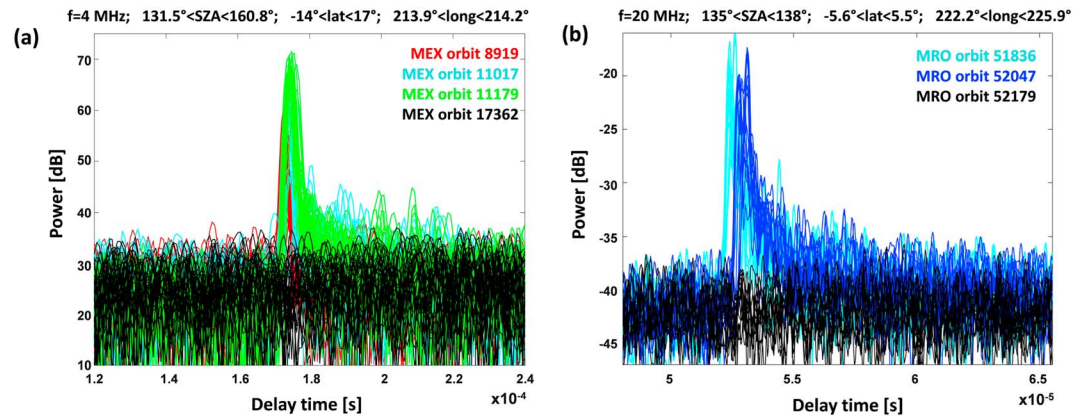 f=4 MHz; 131.5°<SZA<160.8°; -14°<lat<17°; 213.9°<long<214.2°
(a)
MEX orbit 8919
MEX orbit 11017
MEX orbit 11179
MEX orbit 17362
Power [dB]
70
60
50
40
30
20
10
1.2
1.4
1.6
1.8
2
2.2
2.4
x10-4
Delay time [s]
f=20 MHz; 135°<SZA<138°; -5.6°<lat<5.5°; 222.2°<long<225.9°
(b)
MRO orbit 51836
MRO orbit 52047
MRO orbit 52179
Power [dB]
-20
-25
-30
-35
-40
-45
5
5.5
6
6.5
x10-5
Delay time [s]